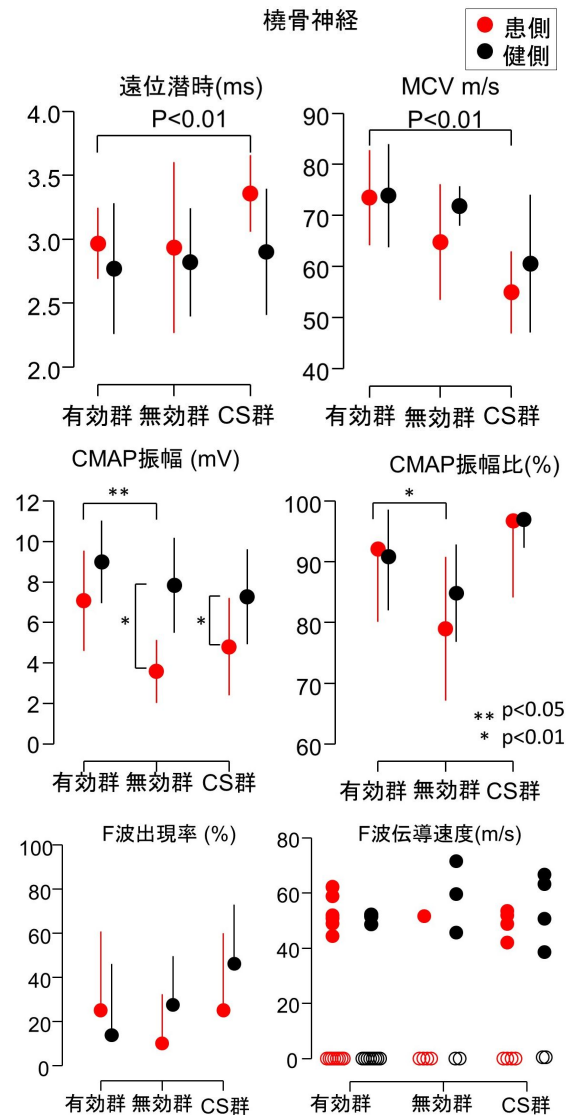 橈骨神経
患側
健側
遠位潜時(ms)
P<0.01
4.0
3.5
3.0
2.5
2.0
有効群 無効群 CS群
MCV m/s
P<0.01
90
80
70
60
50
40
有効群 無効群 CS群
CMAP振幅 (mV)
**
*
*
12
10
8
6
4
2
0
有効群 無効群 CS群
CMAP振幅比(%)
*
100
90
80
70
60
** p<0.05
* p<0.01
有効群 無効群 CS群
F波出現率 (%)
100
80
60
40
20
0
有効群 無効群 CS群
F波伝導速度(m/s)
80
60
40
20
0
有効群 無効群 CS群